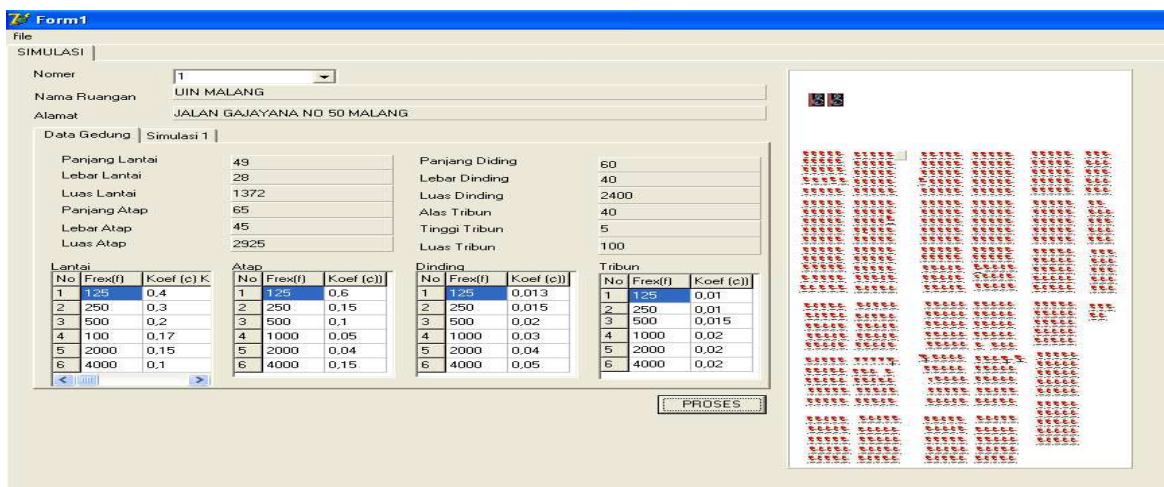 Form1
File
SIMULASI
Nomer 1
Nama Ruangan UIN MALANG
Alamat JALAN GAJAYANA NO 50 MALANG
Data Gedung Simulasi 1
Panjang Lantai 49 Panjang Diding 60
Lebar Lantai 28 Lebar Dinding 40
Luas Lantai 1372 Luas Dinding 2400
Panjang Atap 65 Alas Tribun 40
Lebar Atap 45 Tinggi Tribun 5
Luas Atap 2925 Luas Tribun 100
Lantai Atap Dinding Tribun
No Frex(f) Koef (c) K No Frex(f) Koef (c)) No Frex(f) Koef (c)) No Frex(f) Koef (c))
1 125 0,4 1 125 0,6 1 125 0,013 1 125 0,01
2 250 0,3 2 250 0,15 2 250 0,015 2 250 0,01
3 500 0,2 3 500 0,1 3 500 0,02 3 500 0,015
4 100 0,17 4 1000 0,05 4 1000 0,03 4 1000 0,02
5 2000 0,15 5 2000 0,04 5 2000 0,04 5 2000 0,02
6 4000 0,1 6 4000 0,15 6 4000 0,05 6 4000 0,02
PROSES